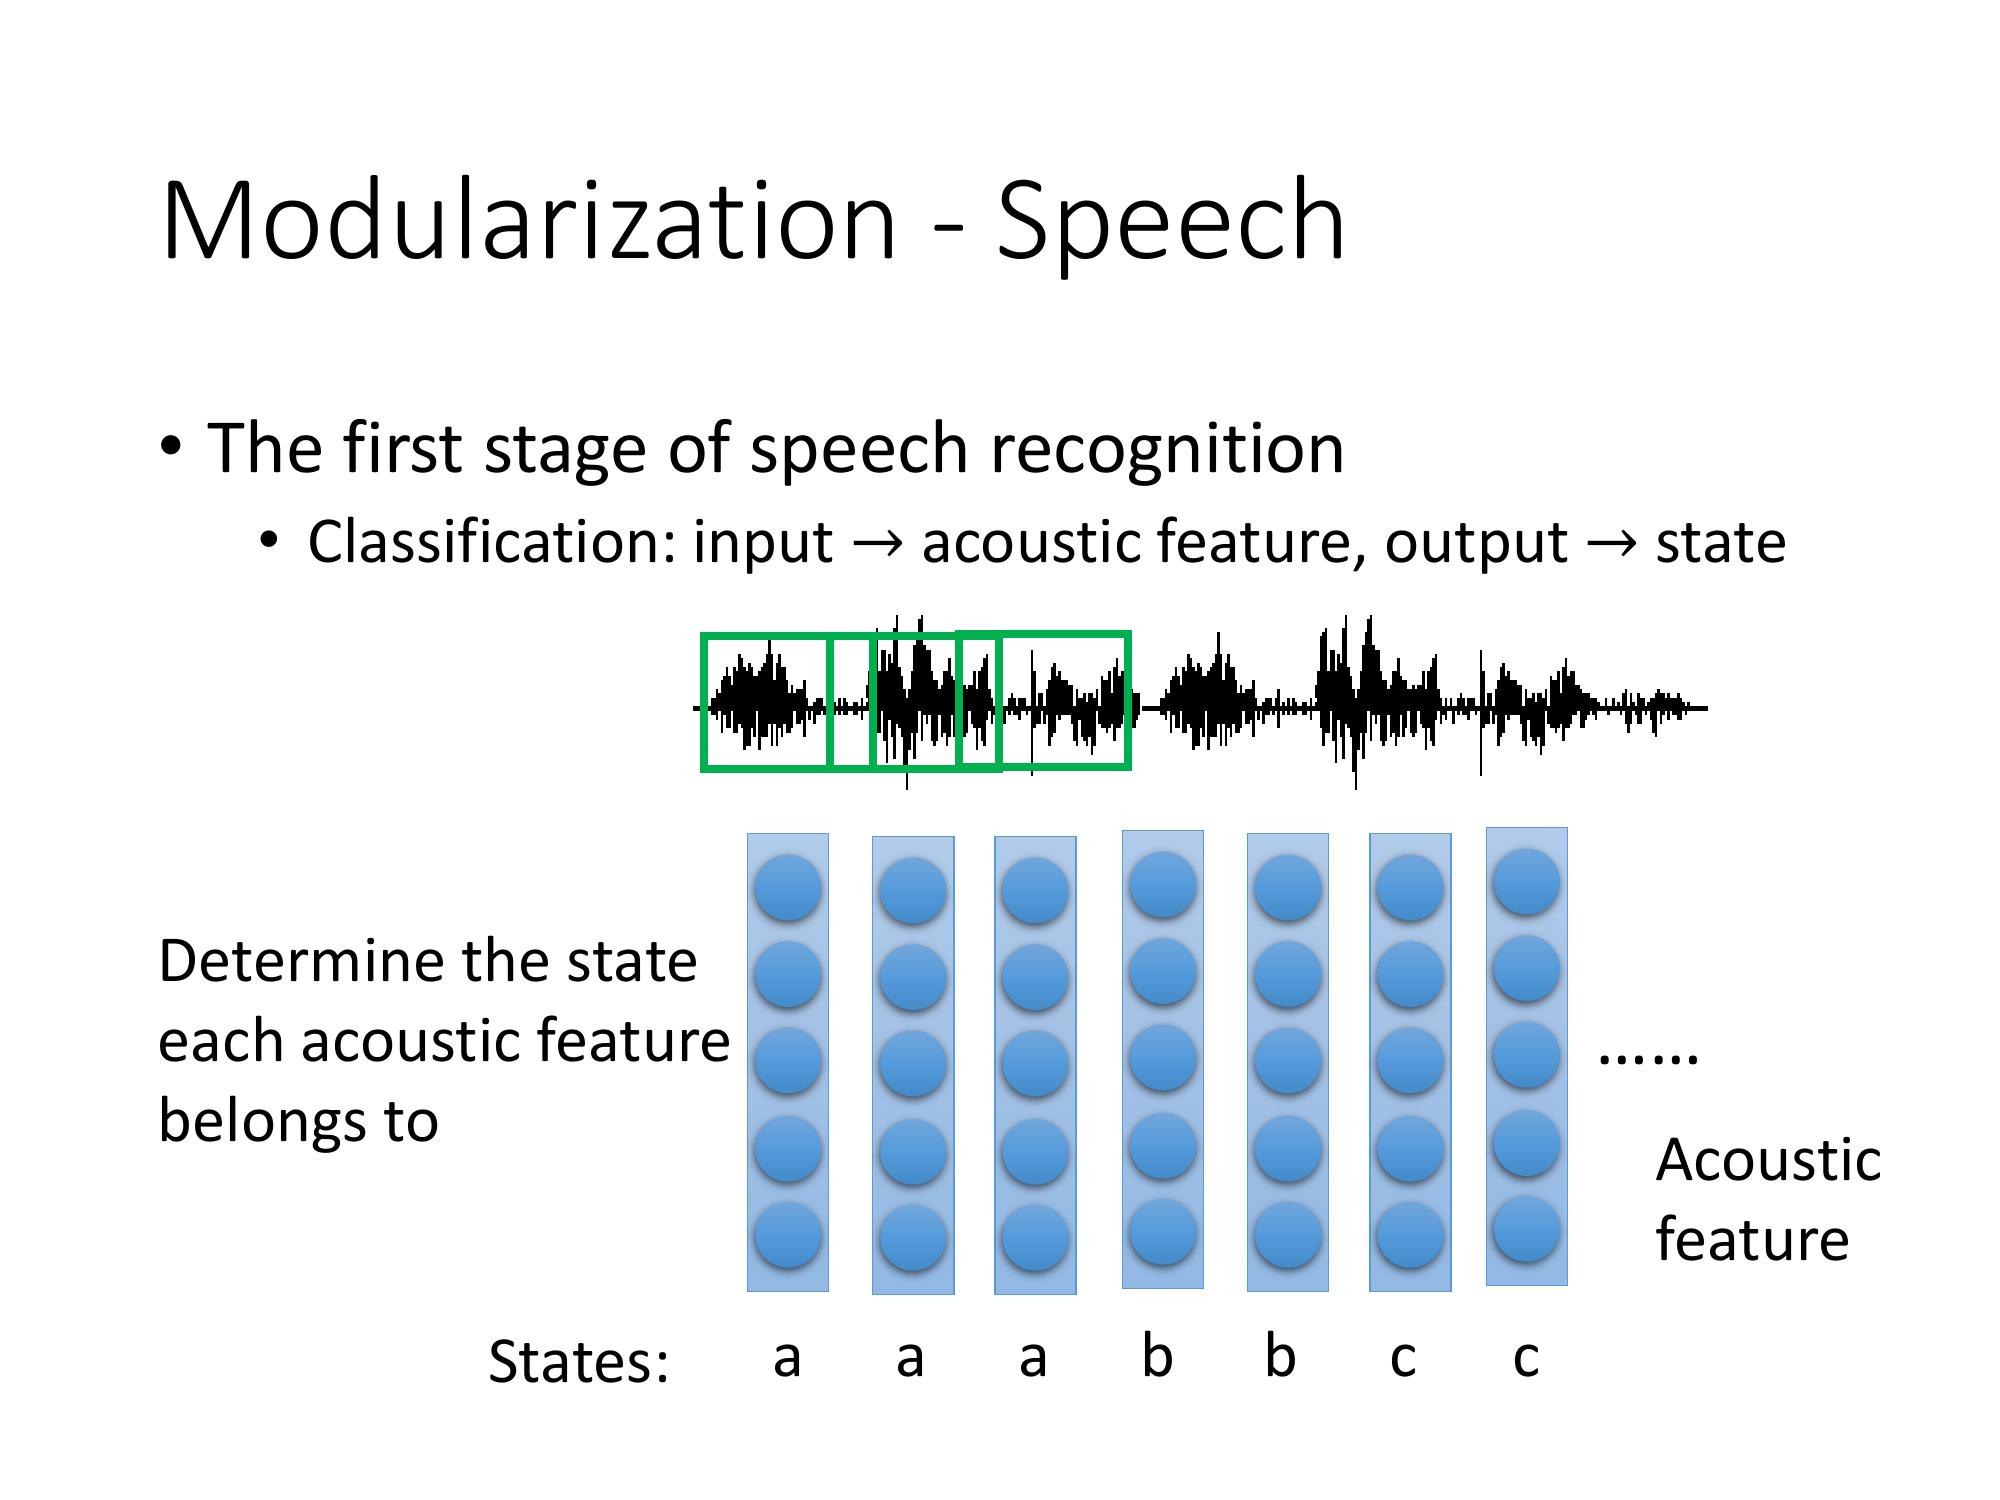 Modularization - Speech
• The first stage of speech recognition
• Classification: input → acoustic feature, output → state
Determine the state
each acoustic feature
belongs to
……
Acoustic
feature
States: a a a b b c c